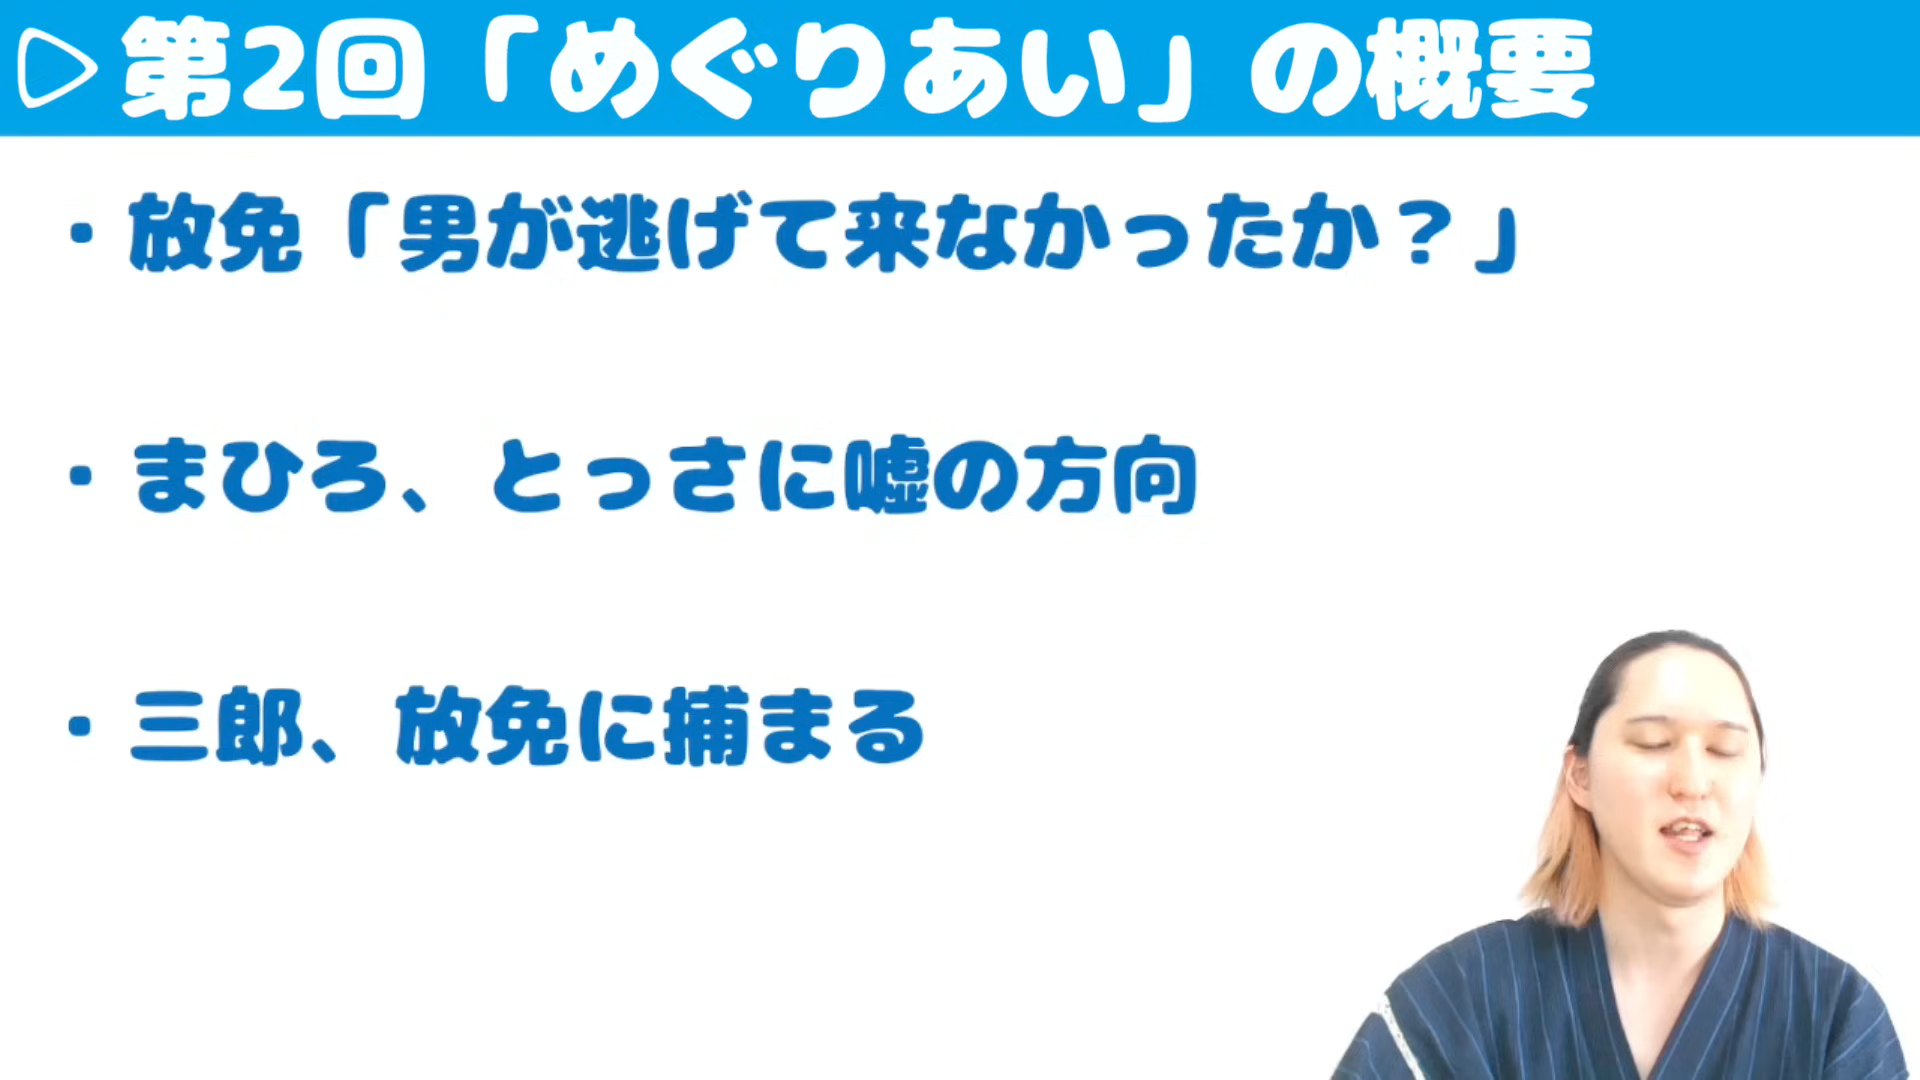 ▷第2回「めぐりあい」の概要
・放免「男が逃げて来なかったか？」
・まひろ、とっさに嘘の方向
・三郎、放免に捕まる